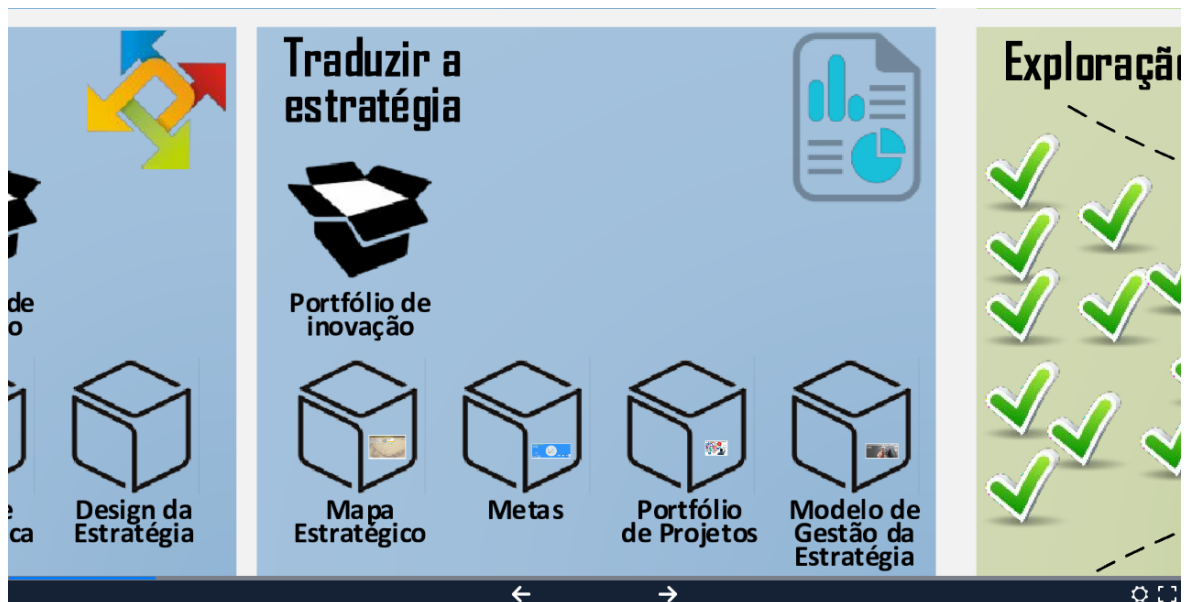 Traduzir a
estratégia
Exploração
Portfólio de
inovação
de
o
Design da
Estratégia
Mapa
Estratégico
Metas
Portfólio
de Projetos
Modelo de
Gestão da
Estratégia
e
ca